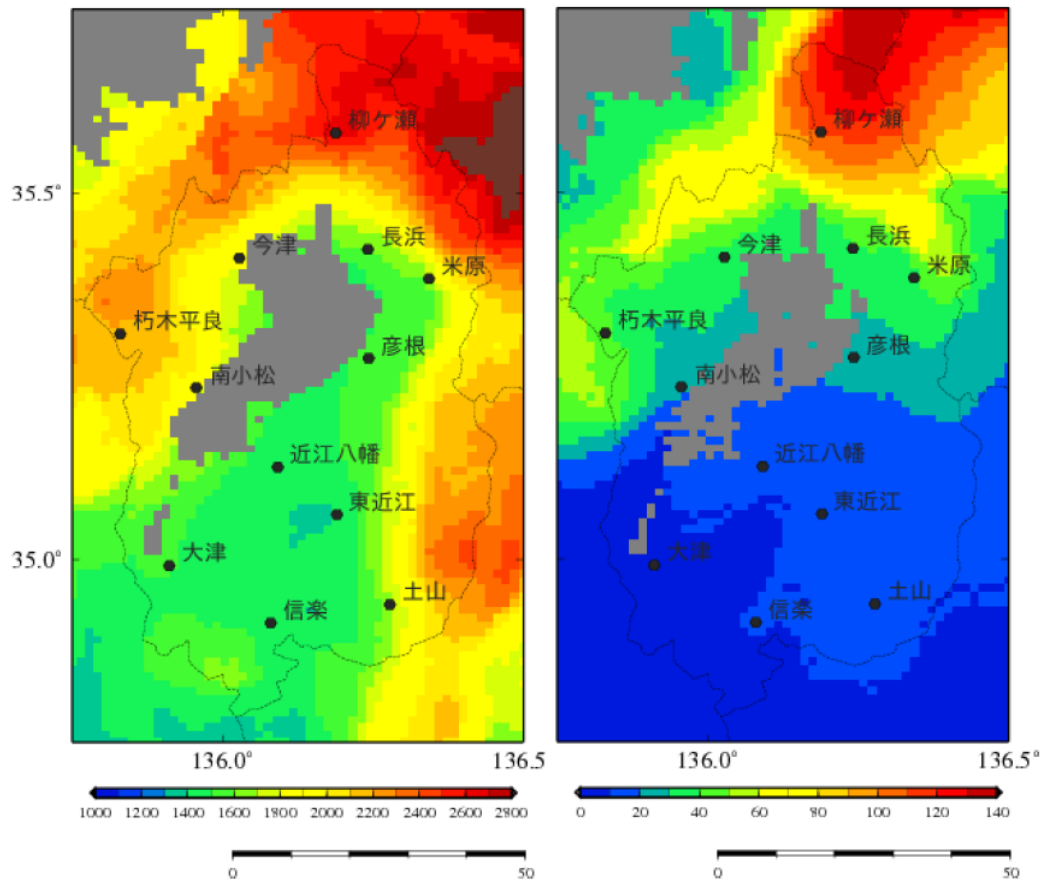 柳ケ瀬
35.5°
今津
長浜
米原
朽木平良
南小松
彦根
近江八幡
東近江
35.0°
大津
土山
信楽
136.0°
136.5
1000 1200 1400 1600 1800 2000 2200 2400 2600 2800
0 50
柳ケ瀬
今津
長浜
米原
朽木平良
南小松
彦根
近江八幡
東近江
大津
土山
信楽
136.0°
136.5°
0 20 40 60 80 100 120 140
0 50